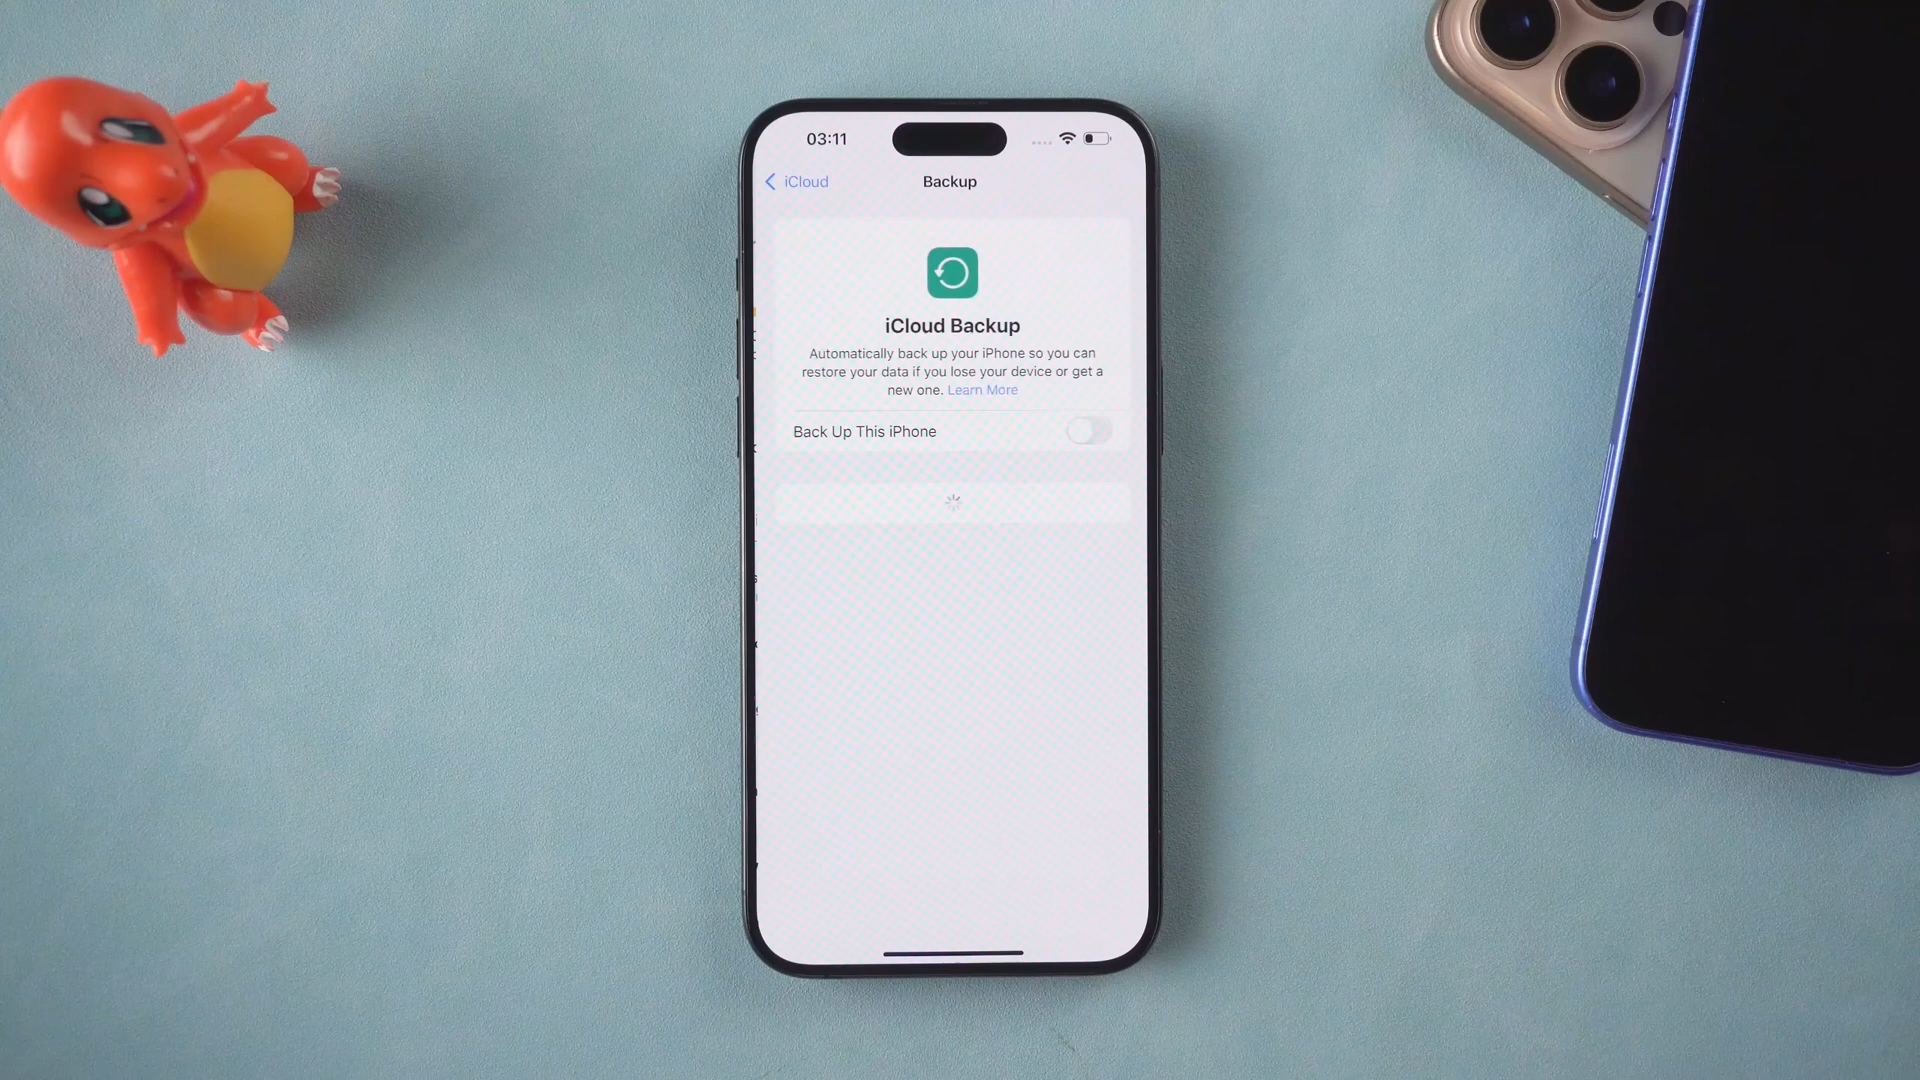 03:11
iCloud
Backup
iCloud Backup
Automatically back up your iPhone so you can
restore your data if you lose your device or get a
new one. Learn More
Back Up This iPhone